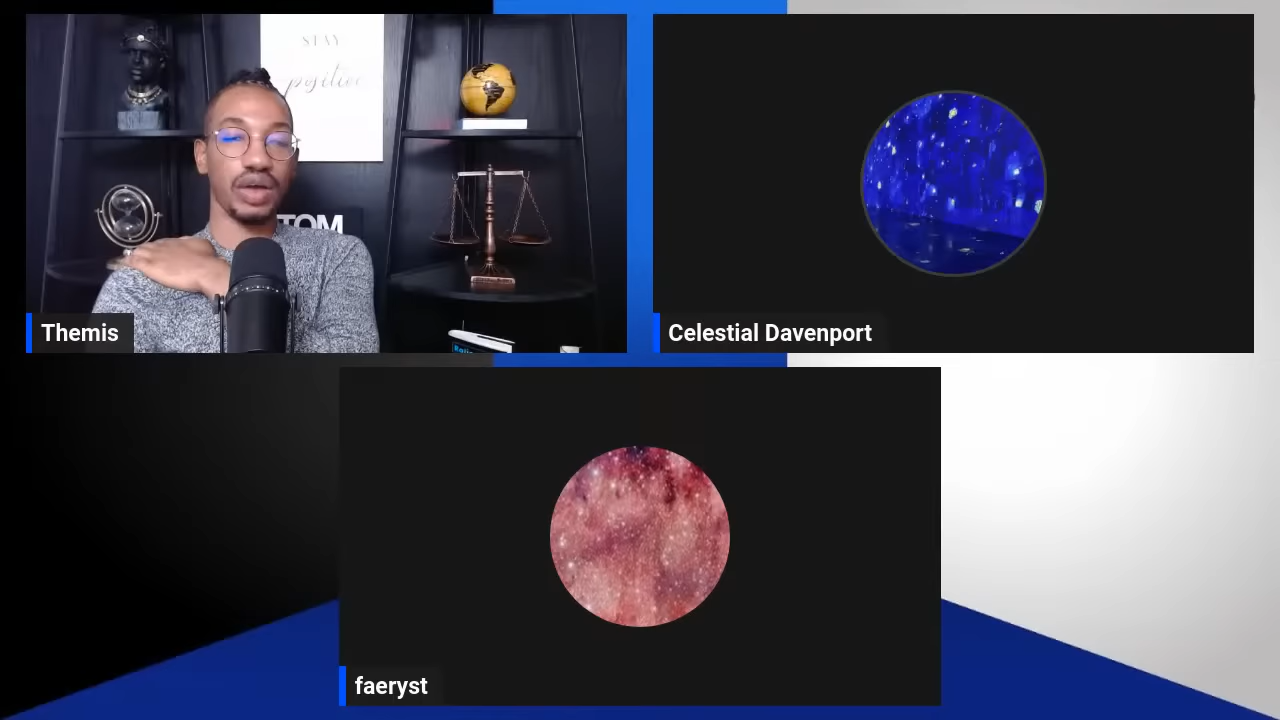 STAY
positive
TOM
Themis
Celestial Davenport
faeryst